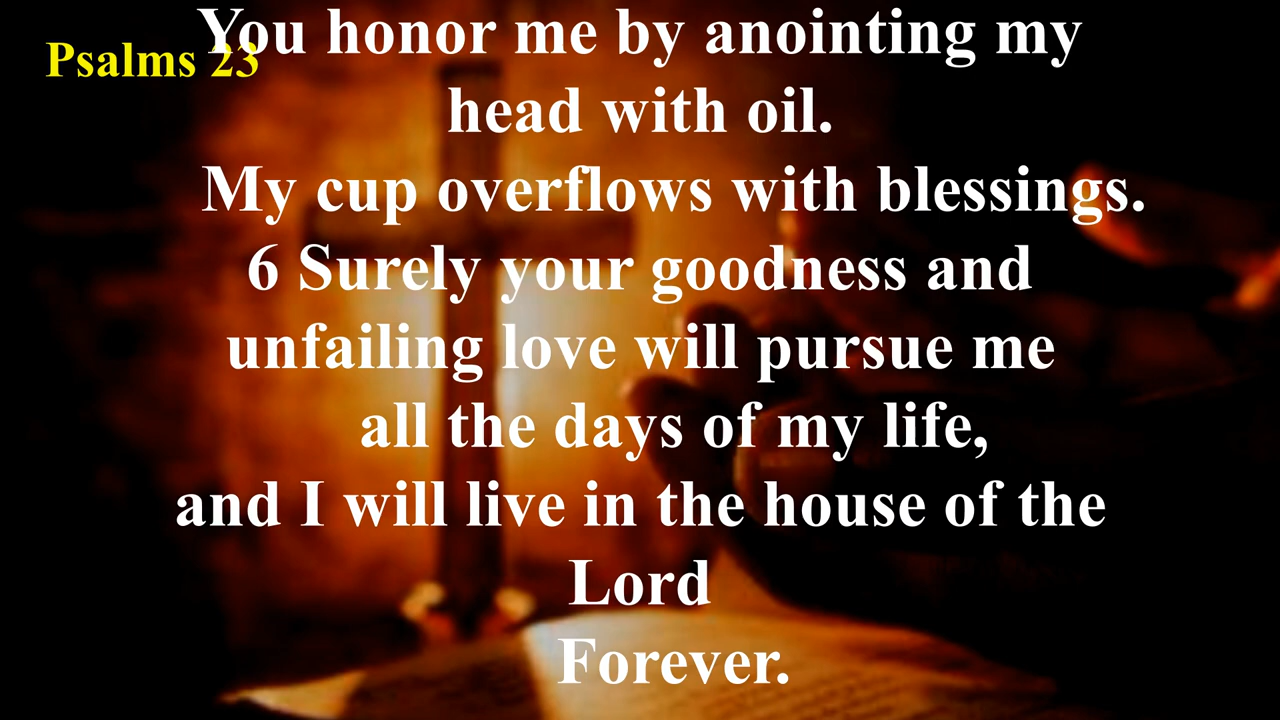 Psalms 23
You honor me by anointing my
head with oil.
My cup overflows with blessings.
6 Surely your goodness and
unfailing love will pursue me
all the days of my life,
and I will live in the house of the
Lord
Forever.